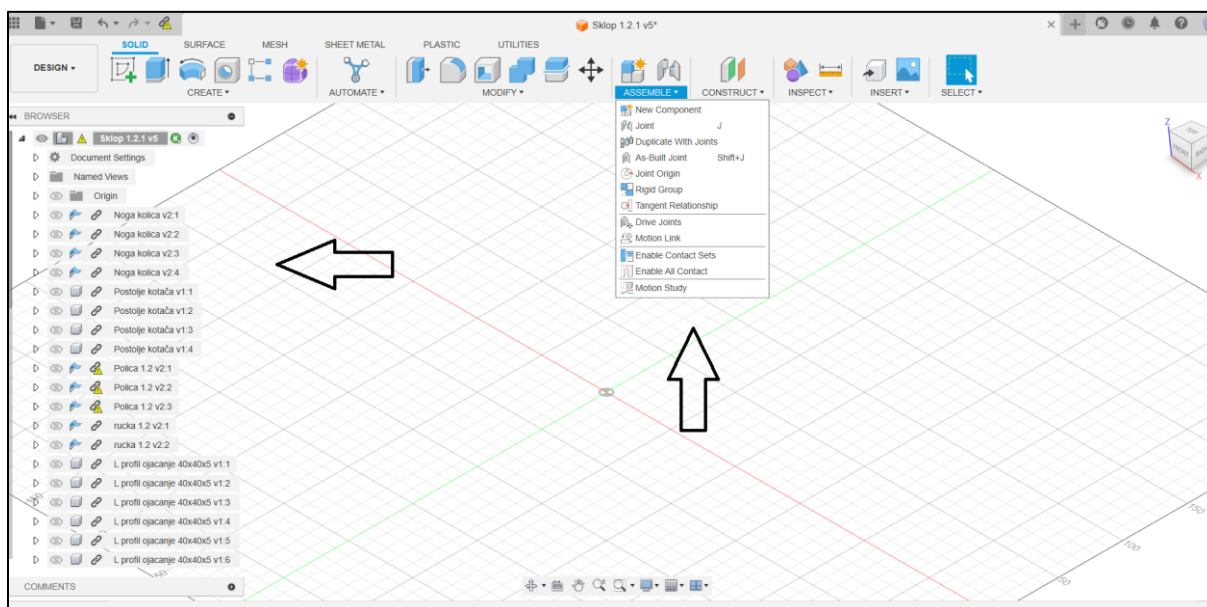 Sklop 1.2.1 v5*
SOLID SURFACE MESH SHEET METAL PLASTIC UTILITIES
DESIGN
CREATE AUTOMATE MODIFY ASSEMBLE CONSTRUCT INSPECT INSERT SELECT
BROWSER
Sklop 1.2.1 v5
Document Settings
Named Views
Origin
Noga kolica v2:1
Noga kolica v2:2
Noga kolica v2:3
Noga kolica v2:4
Postolje kotača v1:1
Postolje kotača v1:2
Postolje kotača v1:3
Postolje kotača v1:4
Polica 1.2 v2:1
Polica 1.2 v2:2
Polica 1.2 v2:3
rucka 1.2 v2:1
rucka 1.2 v2:2
L profil ojacanje 40x40x5 v1:1
L profil ojacanje 40x40x5 v1:2
L profil ojacanje 40x40x5 v1:3
L profil ojacanje 40x40x5 v1:4
L profil ojacanje 40x40x5 v1:5
L profil ojacanje 40x40x5 v1:6
COMMENTS
New Component
Joint J
Duplicate With Joints
As-Built Joint Shift+J
Joint Origin
Rigid Group
Tangent Relationship
Drive Joints
Motion Link
Enable Contact Sets
Enable All Contact
Motion Study
Z
TOP
FRONT
X
150
100
50